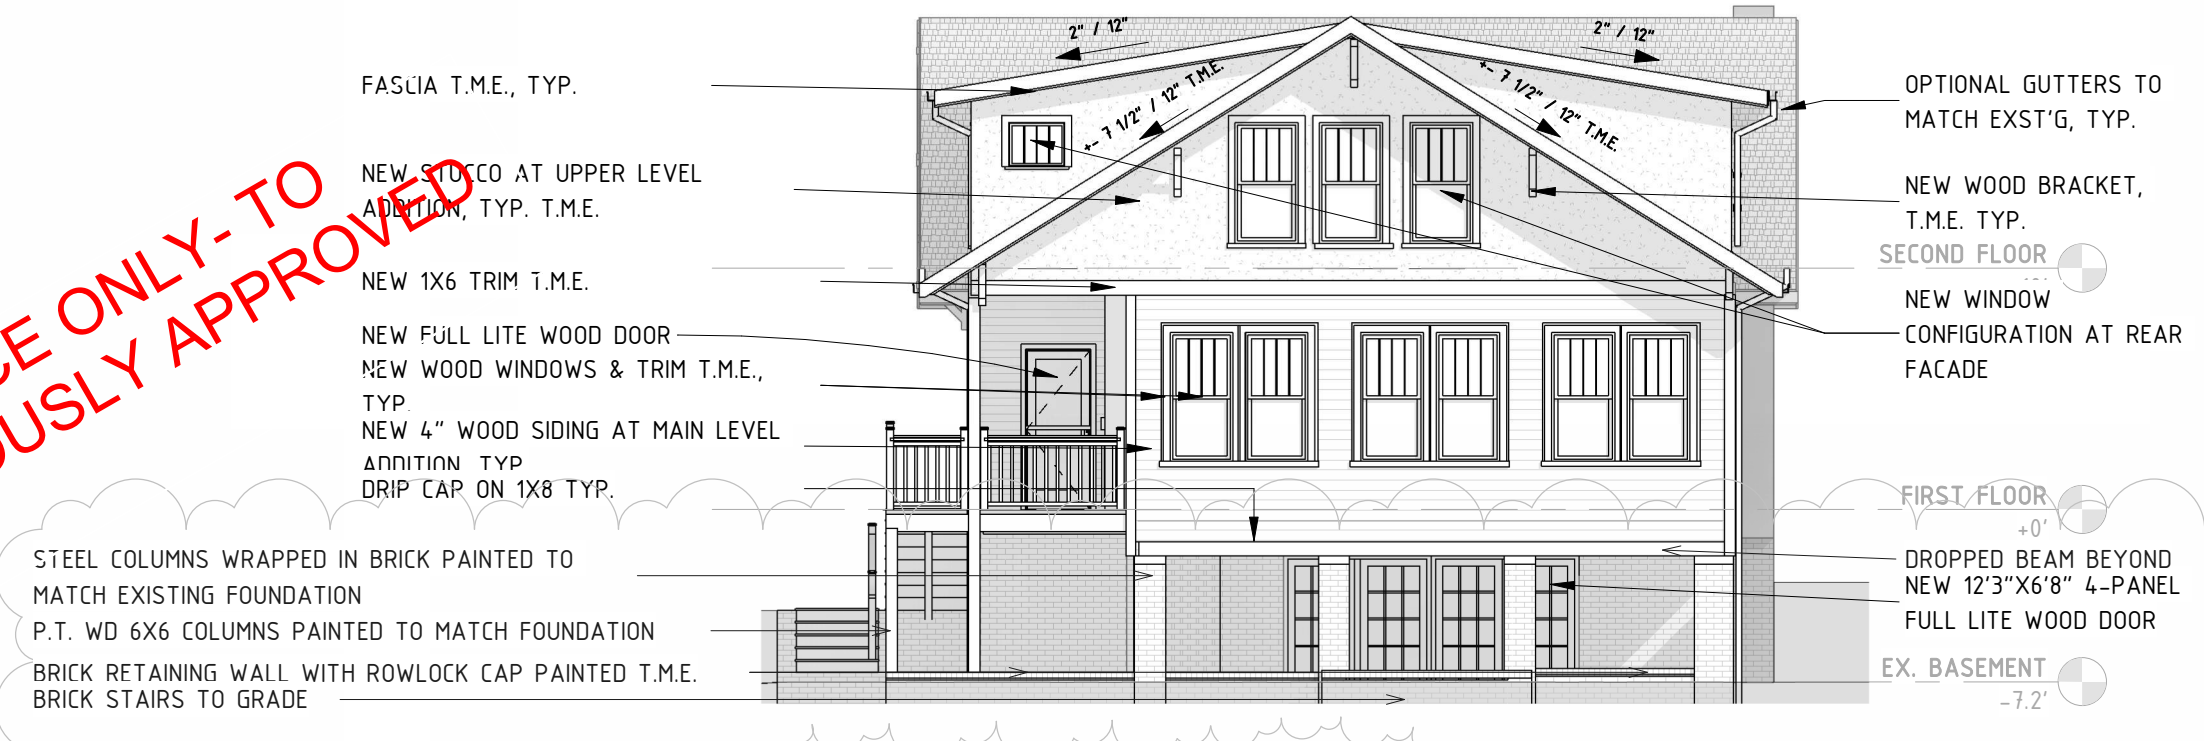 2" / 12"
2" / 12"
+- 7 1/2" / 12" T.M.E.
+- 7 1/2" / 12" T.M.E.
FASCIA T.M.E., TYP.
NEW STUCCO AT UPPER LEVEL
ADDITION, TYP. T.M.E.
NEW 1X6 TRIM T.M.E.
NEW FULL LITE WOOD DOOR
NEW WOOD WINDOWS & TRIM T.M.E.,
TYP.
NEW 4" WOOD SIDING AT MAIN LEVEL
ADDITION TYP
DRIP CAP ON 1X8 TYP.
STEEL COLUMNS WRAPPED IN BRICK PAINTED TO
MATCH EXISTING FOUNDATION
P.T. WD 6X6 COLUMNS PAINTED TO MATCH FOUNDATION
BRICK RETAINING WALL WITH ROWLOCK CAP PAINTED T.M.E.
BRICK STAIRS TO GRADE
CE ONLY- TO
OUSLY APPROVED
OPTIONAL GUTTERS TO
MATCH EXST'G, TYP.
NEW WOOD BRACKET,
T.M.E. TYP.
SECOND FLOOR
NEW WINDOW
CONFIGURATION AT REAR
FACADE
FIRST FLOOR
+0'
DROPPED BEAM BEYOND
NEW 12'3"X6'8" 4-PANEL
FULL LITE WOOD DOOR
EX. BASEMENT
-7.2'